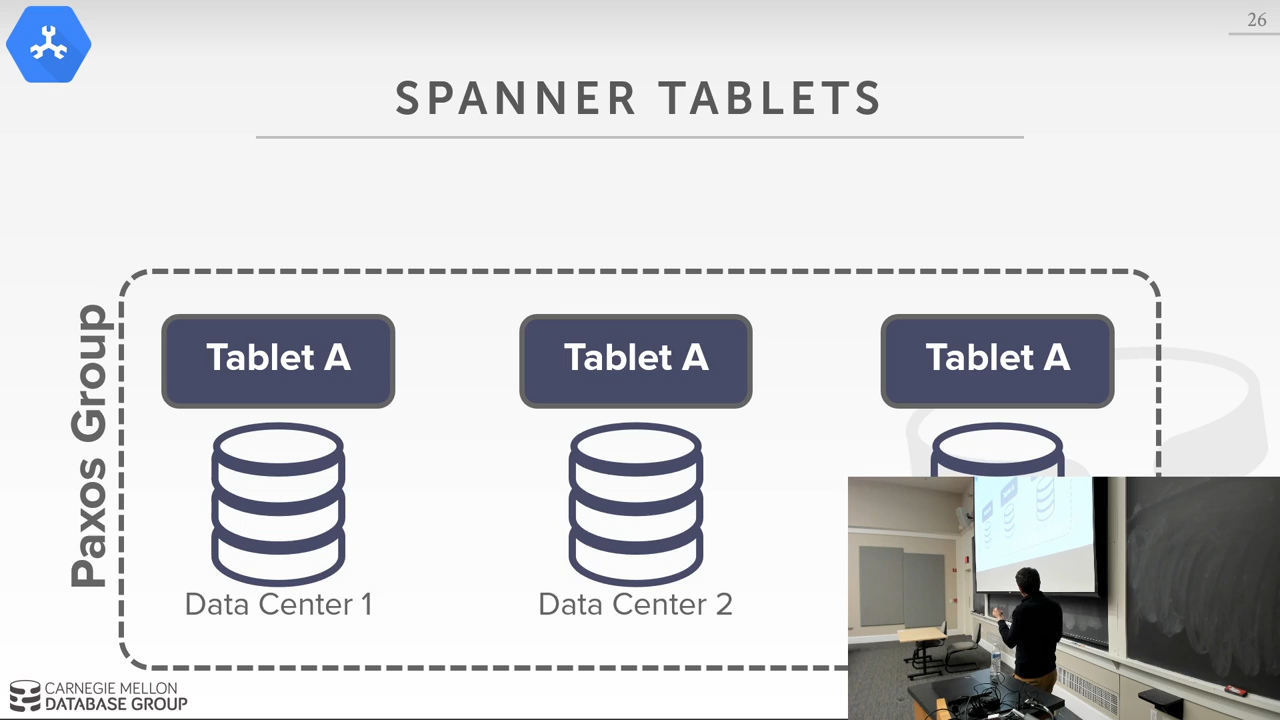 26
SPANNER TABLETS
Paxos Group
Tablet A
Tablet A
Tablet A
Data Center 1
Data Center 2
CARNEGIE MELLON
DATABASE GROUP